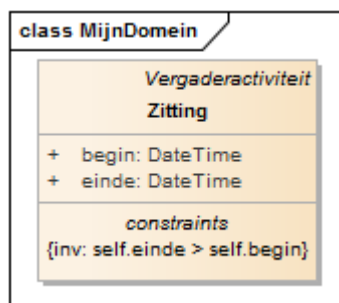 class MijnDomein
Vergaderactiviteit
Zitting
+ begin: DateTime
+ einde: DateTime
constraints
{inv: self.einde > self.begin}